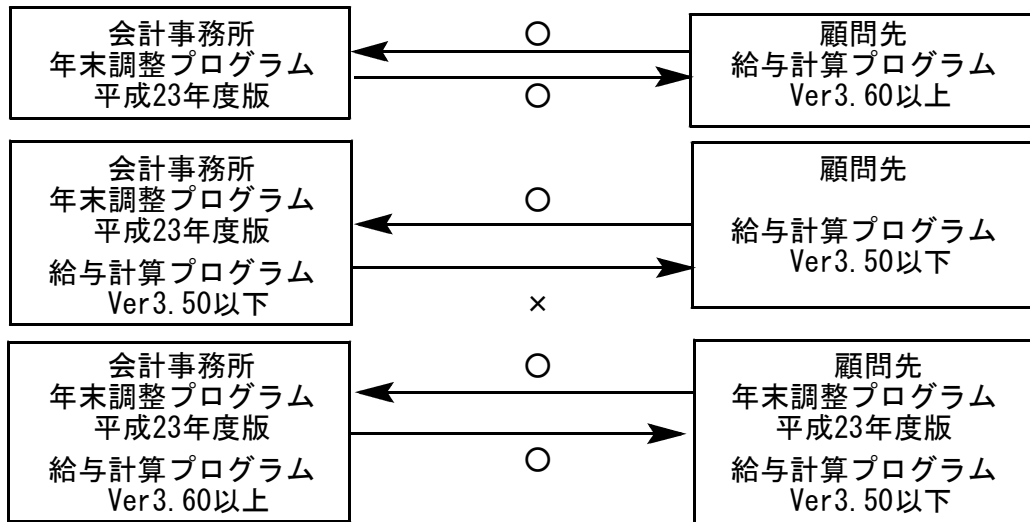 会計事務所
年末調整プログラム
平成23年度版
○
○
顧問先
給与計算プログラム
Ver3.60以上
会計事務所
年末調整プログラム
平成23年度版
給与計算プログラム
Ver3.50以下
○
×
顧問先
給与計算プログラム
Ver3.50以下
会計事務所
年末調整プログラム
平成23年度版
給与計算プログラム
Ver3.60以上
○
○
顧問先
年末調整プログラム
平成23年度版
給与計算プログラム
Ver3.50以下